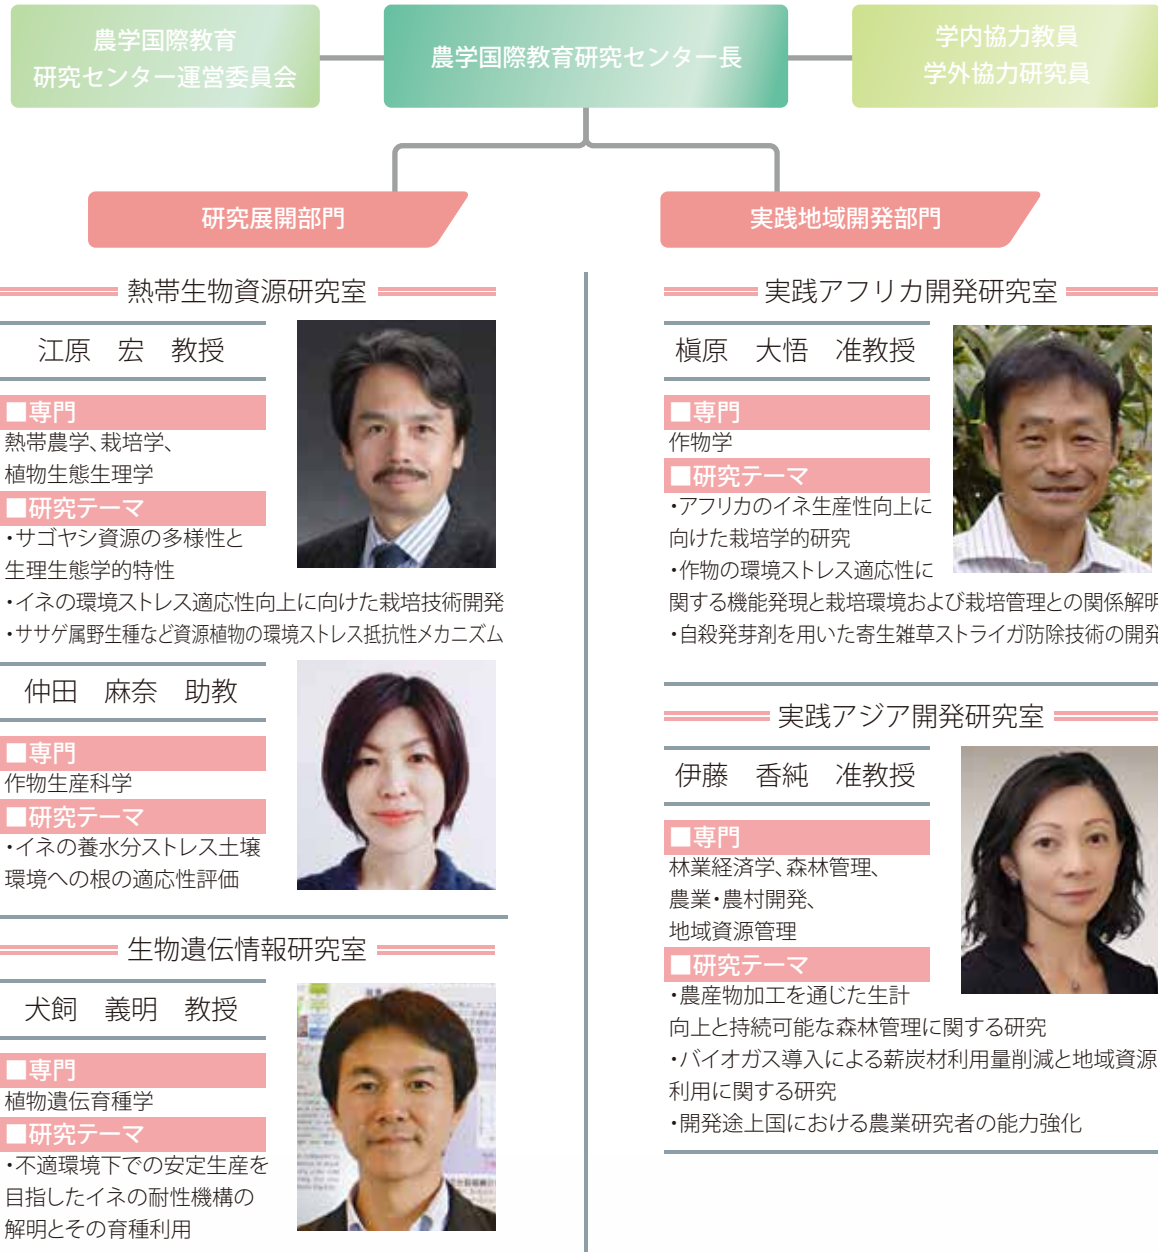 農学国際教育
研究センター運営委員会
農学国際教育研究センター長
学内協力教員
学外協力研究員
研究展開部門
実践地域開発部門
熱帯生物資源研究室
江原 宏 教授
■専門
熱帯農学、栽培学、
植物生態生理学
■研究テーマ
・サゴヤシ資源の多様性と
生理生態学的特性
・イネの環境ストレス適応性向上に向けた栽培技術開発
・ササゲ属野生種など資源植物の環境ストレス抵抗性メカニズム
仲田 麻奈 助教
■専門
作物生産科学
■研究テーマ
・イネの養水分ストレス土壌
環境への根の適応性評価
生物遺伝情報研究室
犬飼 義明 教授
■専門
植物遺伝育種学
■研究テーマ
・不適環境下での安定生産を
目指したイネの耐性機構の
解明とその育種利用
実践アフリカ開発研究室
槇原 大悟 准教授
■専門
作物学
■研究テーマ
・アフリカのイネ生産性向上に
向けた栽培学的研究
・作物の環境ストレス適応性に
関する機能発現と栽培環境および栽培管理との関係解明
・自殺発芽剤を用いた寄生雑草ストライガ防除技術の開発
実践アジア開発研究室
伊藤 香純 准教授
■専門
林業経済学、森林管理、
農業・農村開発、
地域資源管理
■研究テーマ
・農産物加工を通じた生計
向上と持続可能な森林管理に関する研究
・バイオガス導入による薪炭材利用量削減と地域資源
利用に関する研究
・開発途上国における農業研究者の能力強化